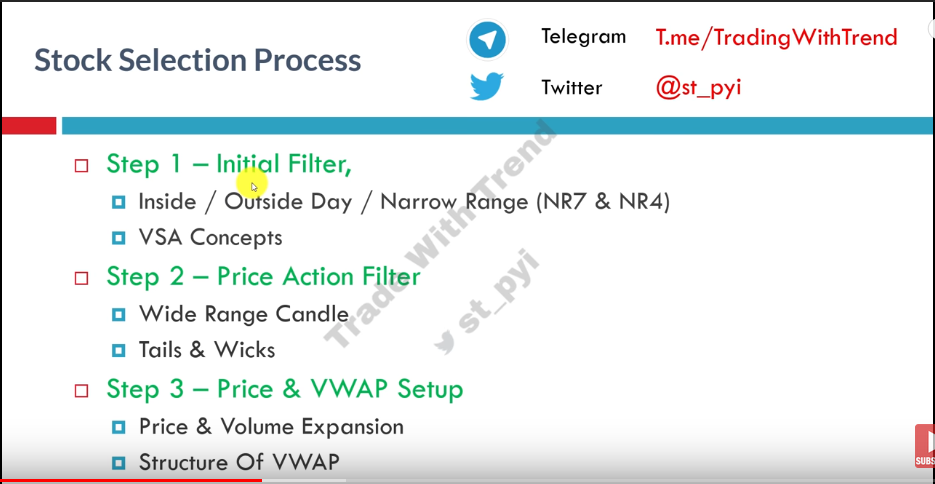 Stock Selection Process
Telegram T.me/TradingWithTrend
Twitter @st_pyi
Step 1 – Initial Filter,
Inside / Outside Day / Narrow Range (NR7 & NR4)
VSA Concepts
Step 2 – Price Action Filter
Wide Range Candle
Tails & Wicks
Step 3 – Price & VWAP Setup
Price & Volume Expansion
Structure Of VWAP
Trade With Trend
st_pyi
SUBS